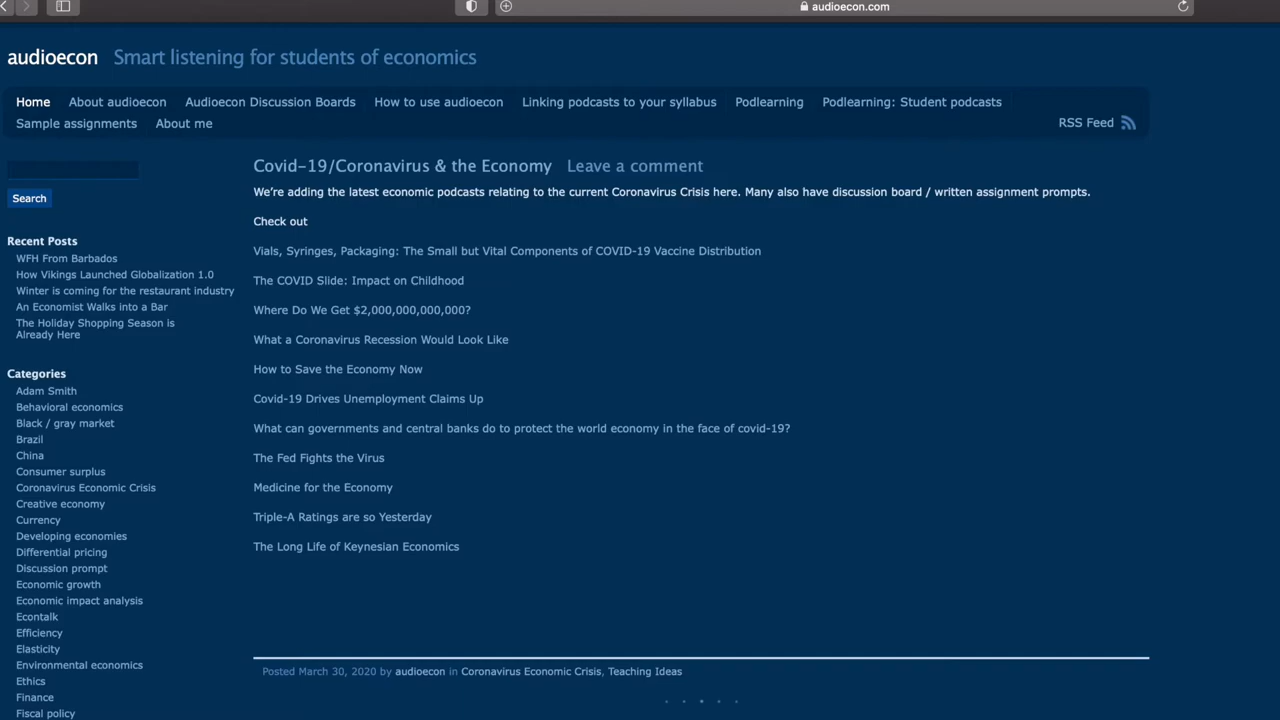 audioecon.com
audioecon Smart listening for students of economics
Home About audioecon Audioecon Discussion Boards How to use audioecon Linking podcasts to your syllabus Podlearning Podlearning: Student podcasts
Sample assignments About me RSS Feed
Search
Recent Posts
WFH From Barbados
How Vikings Launched Globalization 1.0
Winter is coming for the restaurant industry
An Economist Walks into a Bar
The Holiday Shopping Season is
Already Here
Categories
Adam Smith
Behavioral economics
Black / gray market
Brazil
China
Consumer surplus
Coronavirus Economic Crisis
Creative economy
Currency
Developing economies
Differential pricing
Discussion prompt
Economic growth
Economic impact analysis
Econtalk
Efficiency
Elasticity
Environmental economics
Ethics
Finance
Fiscal policy
Covid-19/Coronavirus & the Economy Leave a comment
We're adding the latest economic podcasts relating to the current Coronavirus Crisis here. Many also have discussion board / written assignment prompts.
Check out
Vials, Syringes, Packaging: The Small but Vital Components of COVID-19 Vaccine Distribution
The COVID Slide: Impact on Childhood
Where Do We Get $2,000,000,000,000?
What a Coronavirus Recession Would Look Like
How to Save the Economy Now
Covid-19 Drives Unemployment Claims Up
What can governments and central banks do to protect the world economy in the face of covid-19?
The Fed Fights the Virus
Medicine for the Economy
Triple-A Ratings are so Yesterday
The Long Life of Keynesian Economics
Posted March 30, 2020 by audioecon in Coronavirus Economic Crisis, Teaching Ideas